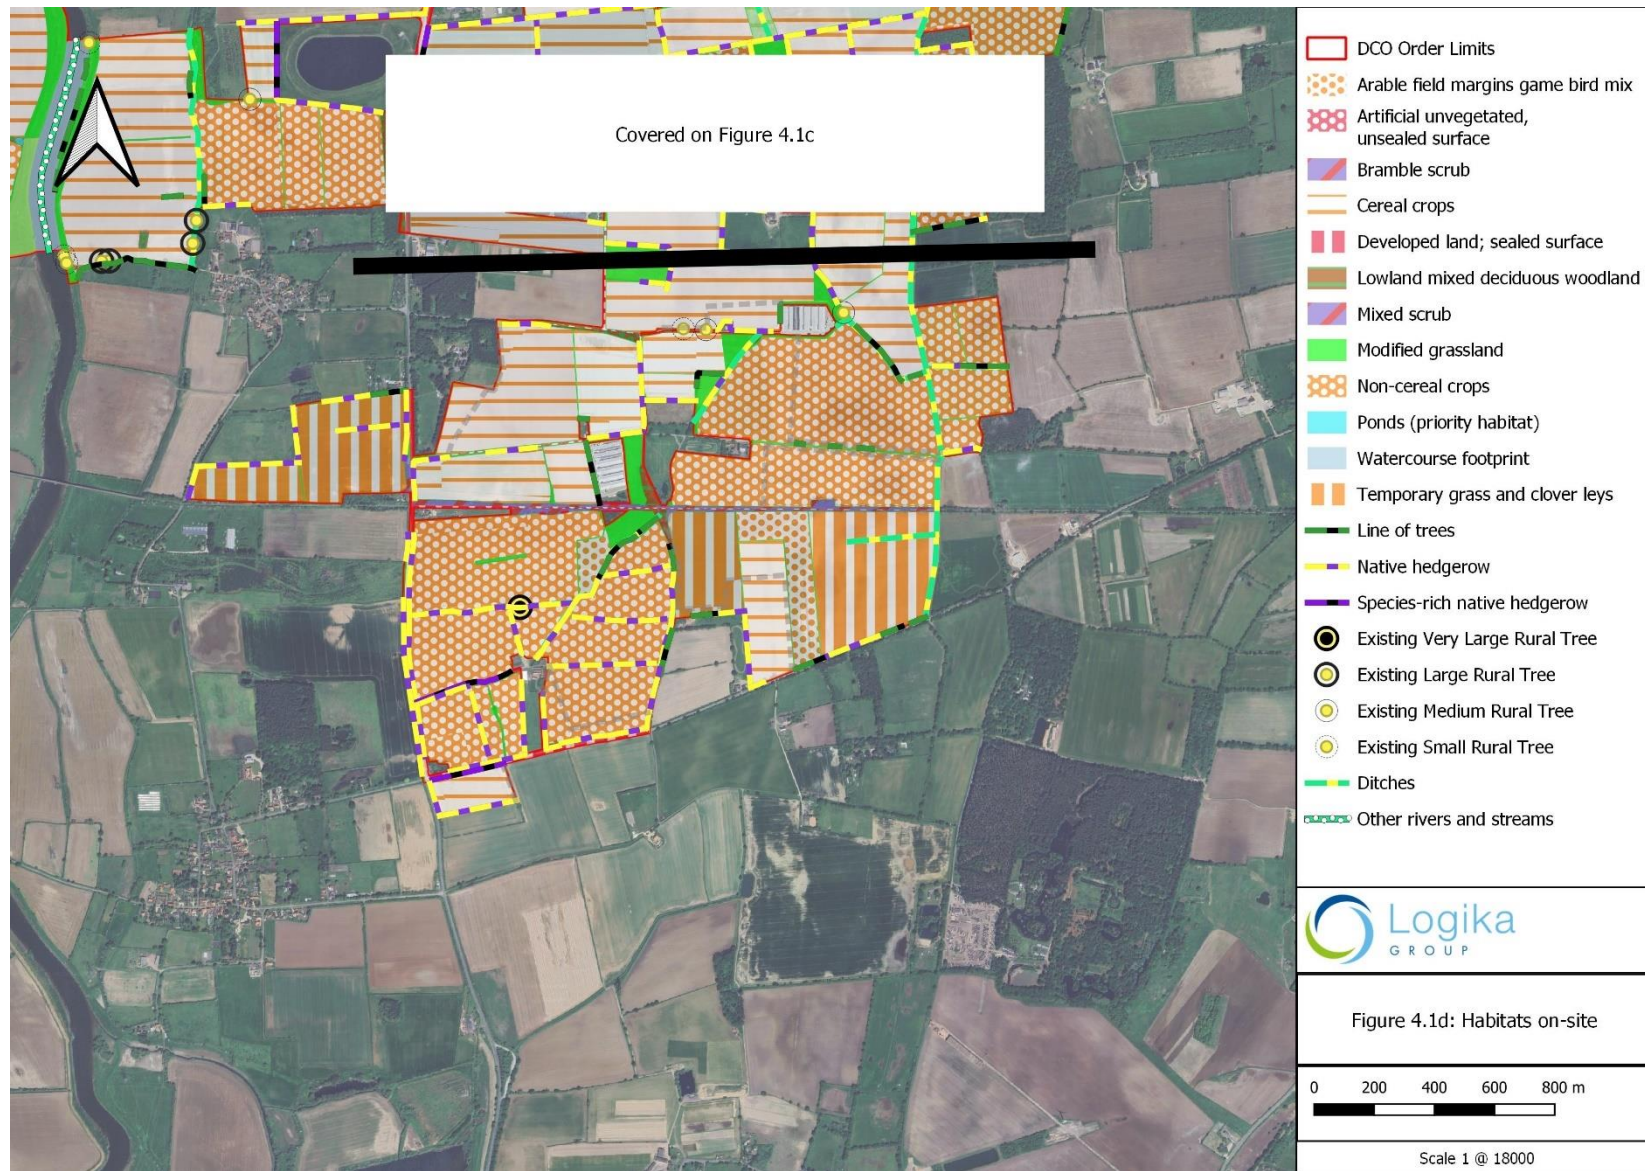 Covered on Figure 4.1c
DCO Order Limits
Arable field margins game bird mix
Artificial unvegetated,
unsealed surface
Bramble scrub
Cereal crops
Developed land; sealed surface
Lowland mixed deciduous woodland
Mixed scrub
Modified grassland
Non-cereal crops
Ponds (priority habitat)
Watercourse footprint
Temporary grass and clover leys
Line of trees
Native hedgerow
Species-rich native hedgerow
Existing Very Large Rural Tree
Existing Large Rural Tree
Existing Medium Rural Tree
Existing Small Rural Tree
Ditches
Other rivers and streams
Logika
GROUP
Figure 4.1d: Habitats on-site
0 200 400 600 800 m
Scale 1 @ 18000